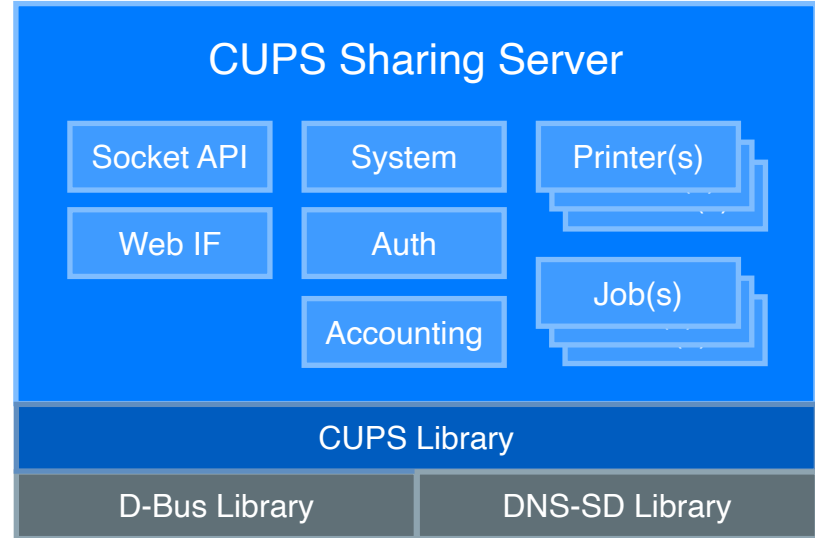 CUPS Sharing Server
Socket API
System
Printer(s)
Web IF
Auth
Job(s)
Accounting
CUPS Library
D-Bus Library
DNS-SD Library